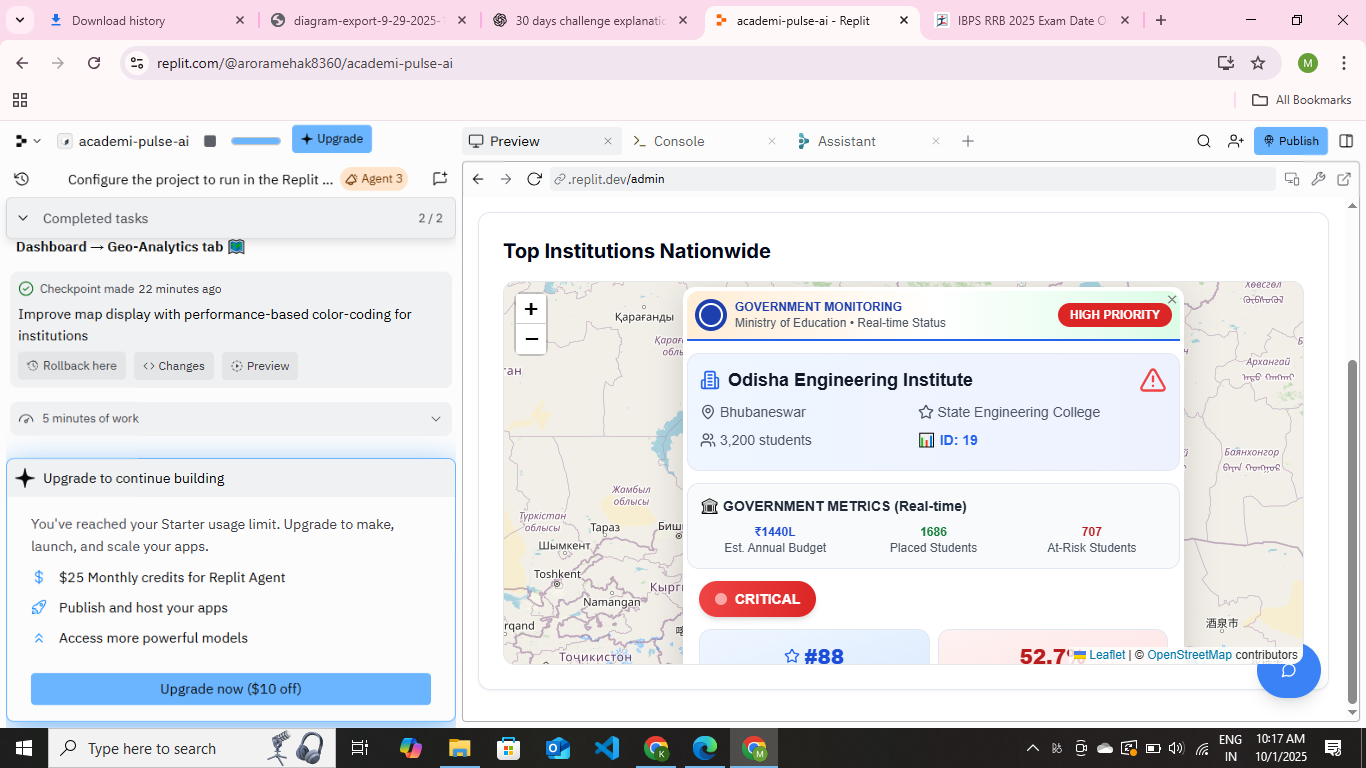 Download history
diagram-export-9-29-2025-
30 days challenge explanatic
academi-pulse-ai - Replit
IBPS RRB 2025 Exam Date O
replit.com/@aroramehak8360/academi-pulse-ai
M
All Bookmarks
academi-pulse-ai
Upgrade
Preview
Console
Assistant
Publish
Configure the project to run in the Replit ...
Agent 3
.replit.dev/admin
Completed tasks
2 / 2
Dashboard → Geo-Analytics tab
Checkpoint made 22 minutes ago
Improve map display with performance-based color-coding for
institutions
Rollback here
Changes
Preview
5 minutes of work
Upgrade to continue building
You've reached your Starter usage limit. Upgrade to make,
launch, and scale your apps.
$ $25 Monthly credits for Replit Agent
Publish and host your apps
Access more powerful models
Upgrade now ($10 off)
Top Institutions Nationwide
+
−
Қарағанды
тан
Жамбыл
облысы
Түркістан
облысы
Тараз
Шымкент
Toshkent
Namangan
Тоҷикистон
Архангай
Баянхонгор
酒泉市
GOVERNMENT MONITORING
Ministry of Education • Real-time Status
HIGH PRIORITY
Odisha Engineering Institute
Bhubaneswar
State Engineering College
3,200 students
ID: 19
GOVERNMENT METRICS (Real-time)
₹1440L
1686
707
Est. Annual Budget
Placed Students
At-Risk Students
CRITICAL
#88
52.7
Leaflet | © OpenStreetMap contributors
Type here to search
ENG
IN
10:17 AM
10/1/2025